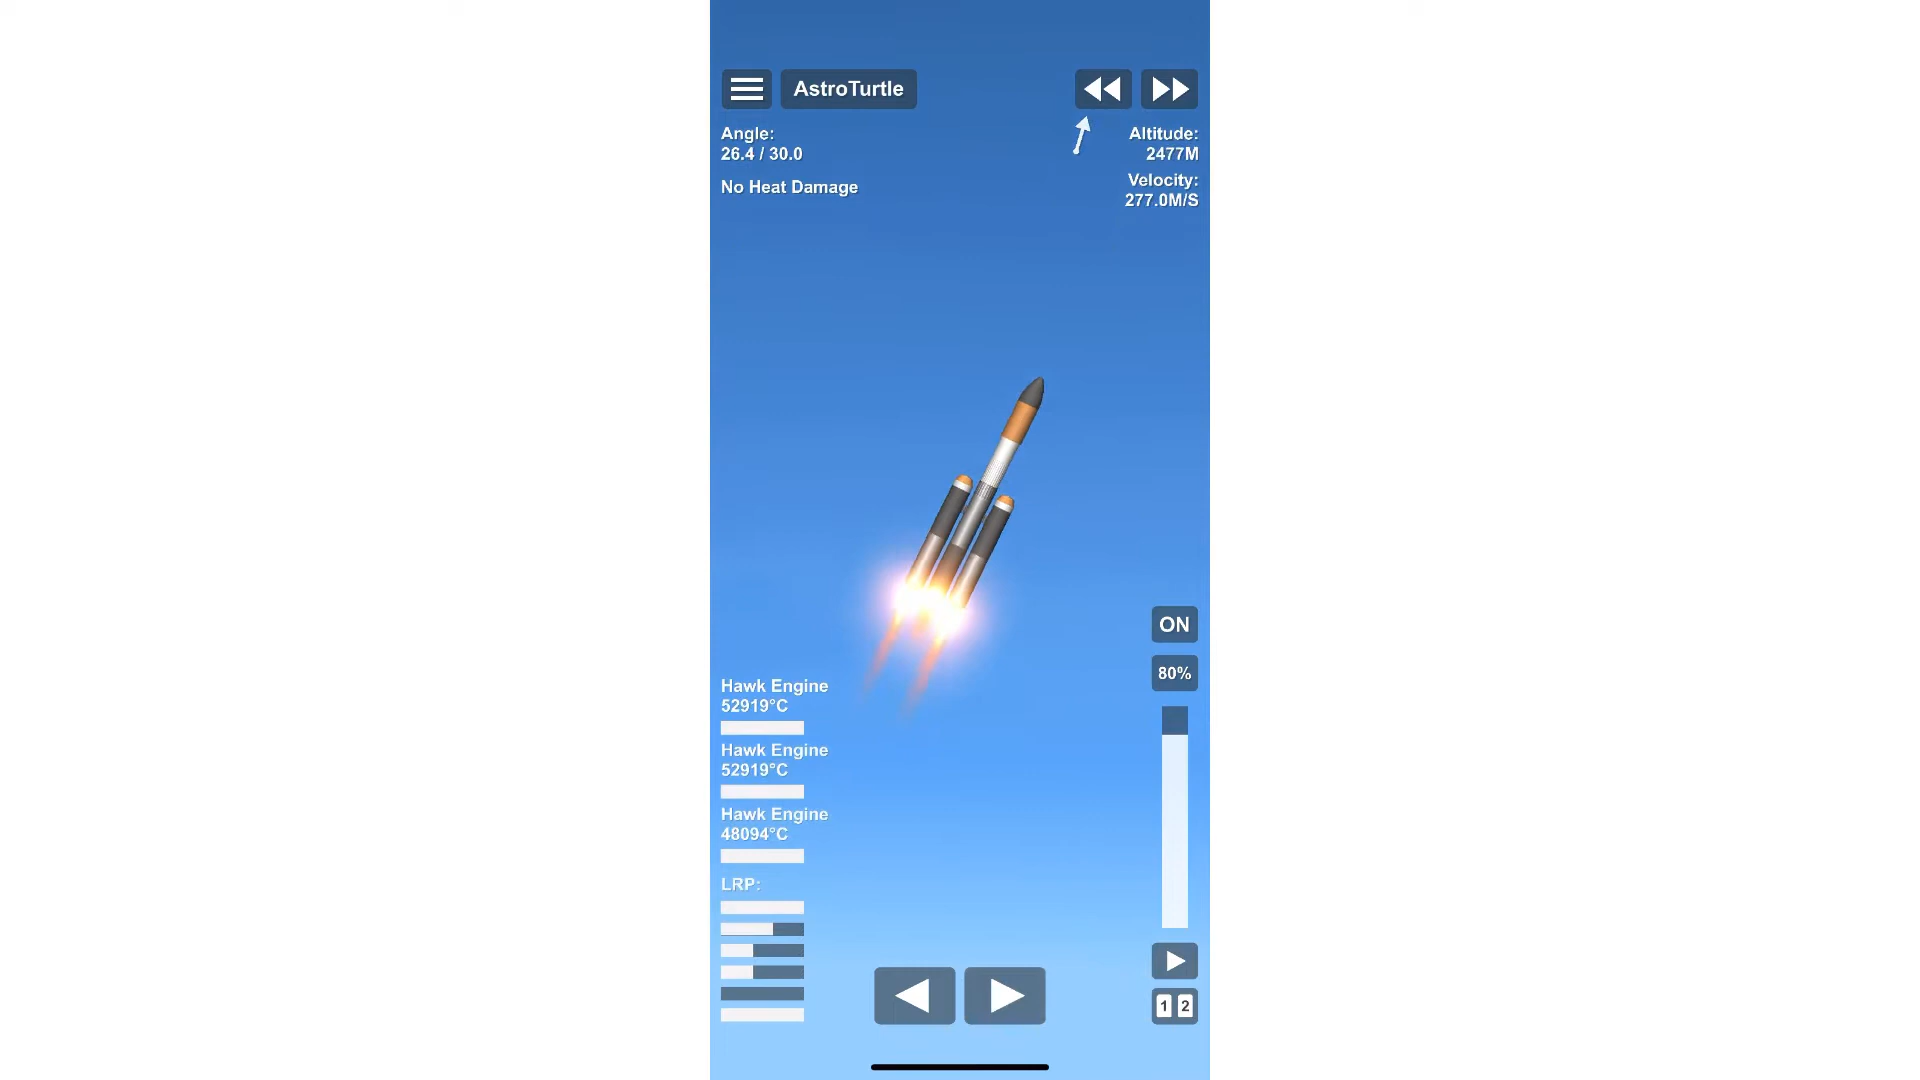 AstroTurtle
Angle:
26.4 / 30.0
No Heat Damage
Altitude:
2477M
Velocity:
277.0M/S
ON
80%
Hawk Engine
52919°C
Hawk Engine
52919°C
Hawk Engine
48094°C
LRP:
1 2